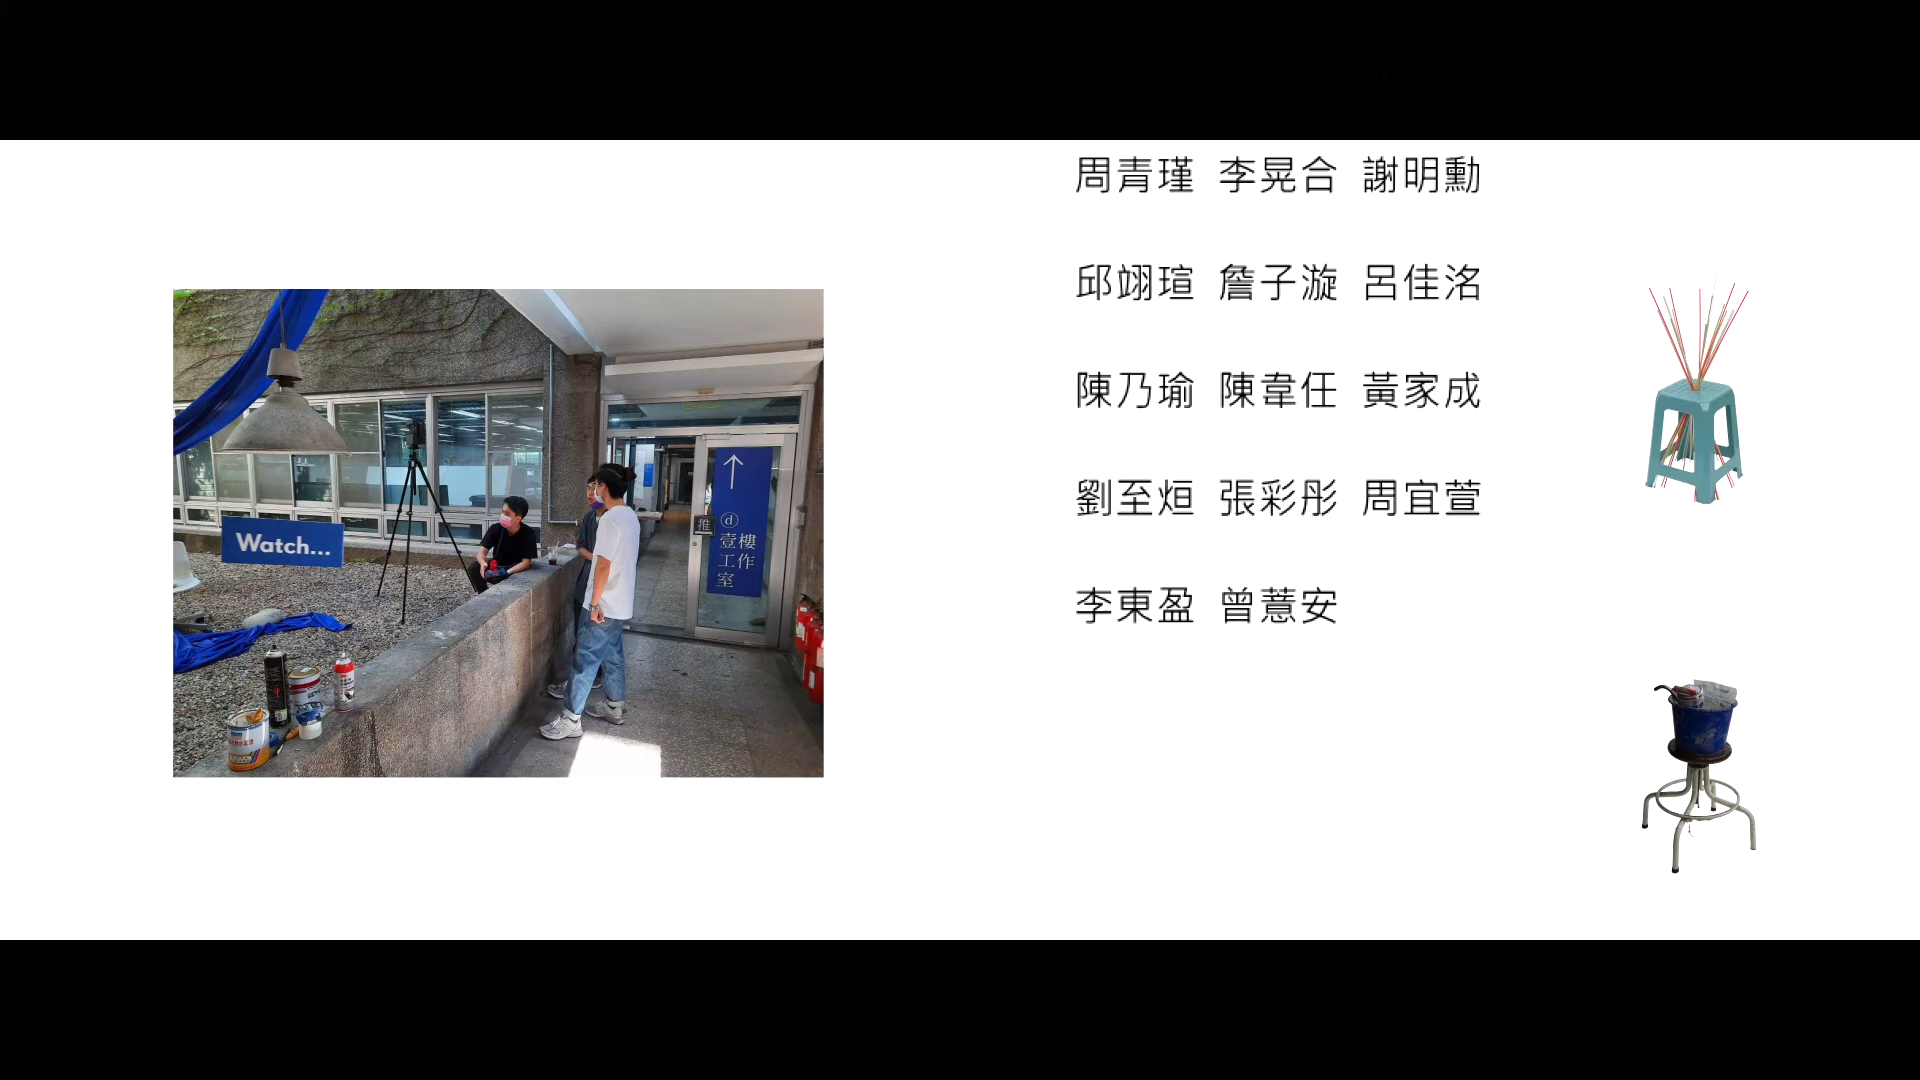 周青瑾 李晃合 謝明勳
邱翊瑄 詹子漩 呂佳洺
陳乃瑜 陳韋任 黃家成
劉至烜 張彩彤 周宜萱
李東盈 曾薏安
Watch...
推
ⓓ
壹樓
工作
室